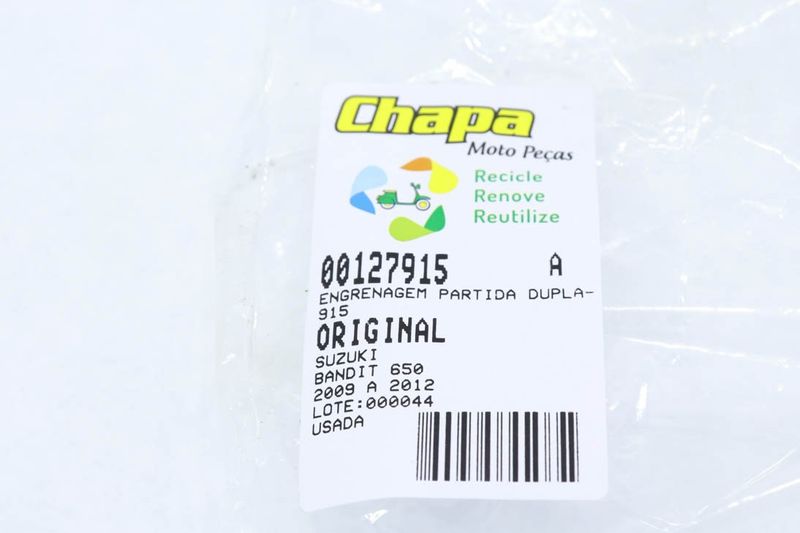 Chapa
Moto Peças
Recicle
Renove
Reutilize
00127915 A
ENGRENAGEM PARTIDA DUPLA-
915
ORIGINAL
SUZUKI
BANDIT 650
2009 A 2012
LOTE:000044
USADA